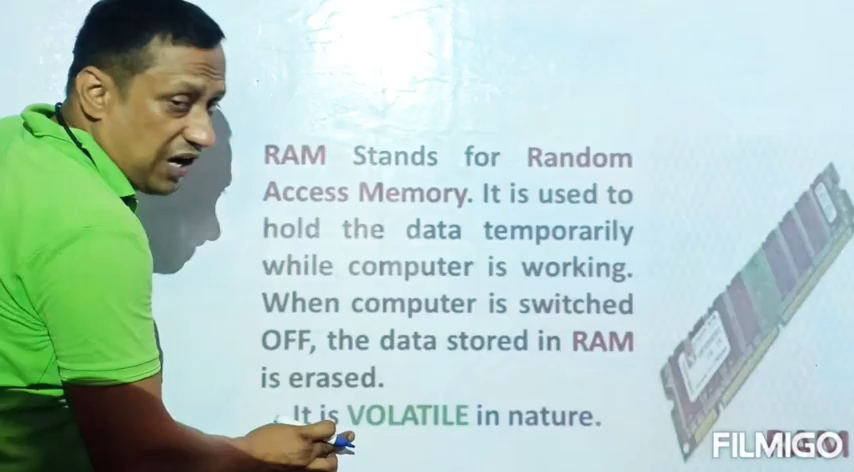 RAM Stands for Random
Access Memory. It is used to
hold the data temporarily
while computer is working.
When computer is switched
OFF, the data stored in RAM
is erased.
It is VOLATILE in nature.
FILMIGO